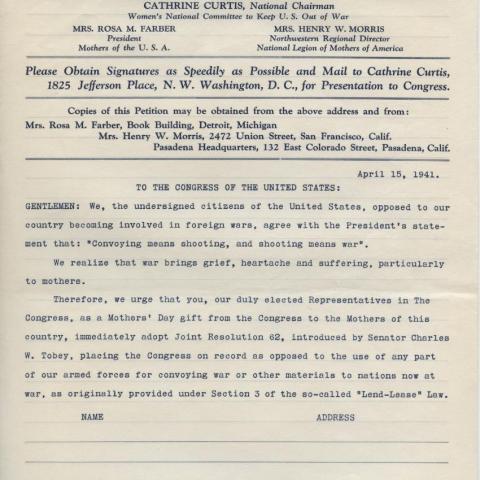 CATHRINE CURTIS, National Chairman
Women's National Committee to Keep U. S. Out of War
MRS. ROSA M. FARBER
President
Mothers of the U. S. A.
MRS. HENRY W. MORRIS
Northwestern Regional Director
National Legion of Mothers of America
Please Obtain Signatures as Speedily as Possible and Mail to Cathrine Curtis,
1825 Jefferson Place, N. W. Washington, D. C., for Presentation to Congress.
Copies of this Petition may be obtained from the above address and from:
Mrs. Rosa M. Farber, Book Building, Detroit, Michigan
Mrs. Henry W. Morris, 2472 Union Street, San Francisco, Calif.
Pasadena Headquarters, 132 East Colorado Street, Pasadena, Calif.
April 15, 1941.
TO THE CONGRESS OF THE UNITED STATES:
GENTLEMEN: We, the undersigned citizens of the United States, opposed to our
country becoming involved in foreign wars, agree with the President's state-
ment that: "Convoying means shooting, and shooting means war".
We realize that war brings grief, heartache and suffering, particularly
to mothers.
Therefore, we urge that you, our duly elected Representatives in The
Congress, as a Mothers' Day gift from the Congress to the Mothers of this
country, immediately adopt Joint Resolution 62, introduced by Senator Charles
W. Tobey, placing the Congress on record as opposed to the use of any part
of our armed forces for convoying war or other materials to nations now at
war, as originally provided under Section 3 of the so-called "Lend-Lease" Law.
NAME ADDRESS